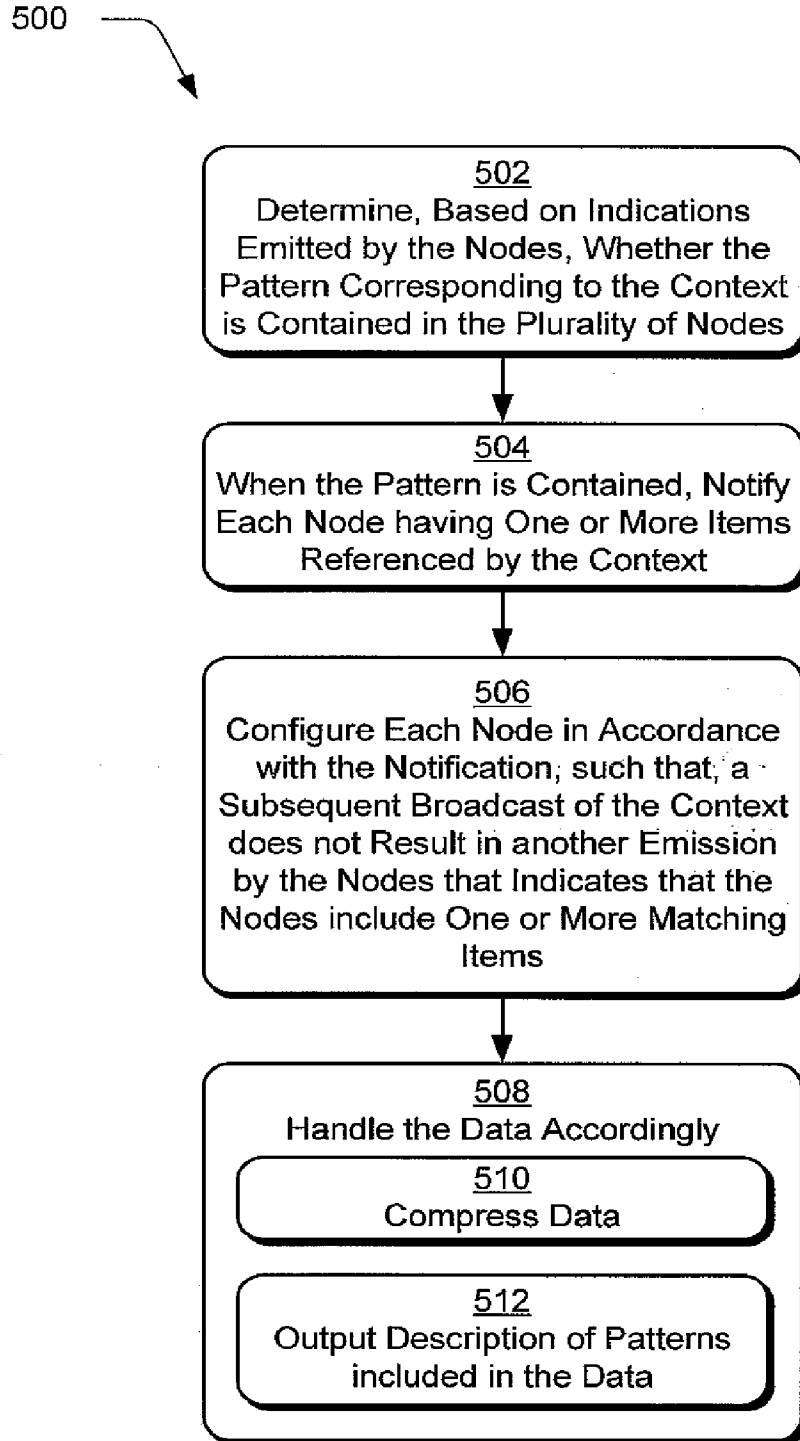 500
502
Determine, Based on Indications
Emitted by the Nodes, Whether the
Pattern Corresponding to the Context
is Contained in the Plurality of Nodes
504
When the Pattern is Contained, Notify
Each Node having One or More Items
Referenced by the Context
506
Configure Each Node in Accordance
with the Notification, such that, a
Subsequent Broadcast of the Context
does not Result in another Emission
by the Nodes that Indicates that the
Nodes include One or More Matching
Items
508
Handle the Data Accordingly
510
Compress Data
512
Output Description of Patterns
included in the Data